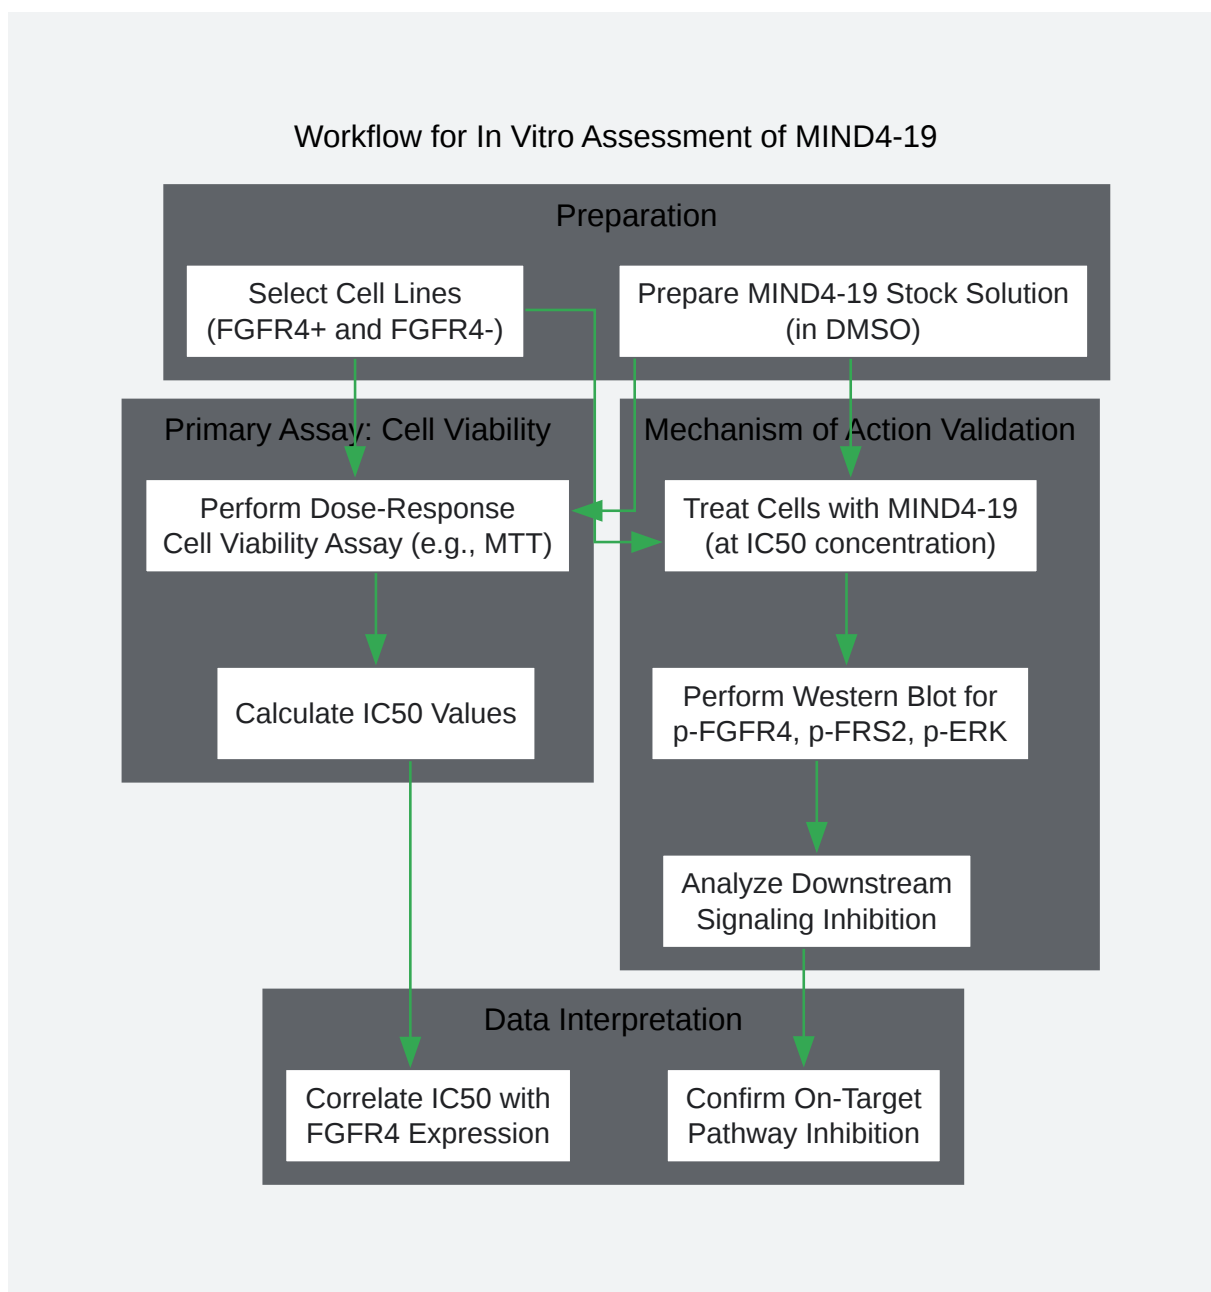 Workflow for In Vitro Assessment of MIND4-19
Preparation
Select Cell Lines
(FGFR4+ and FGFR4-)
Prepare MIND4-19 Stock Solution
(in DMSO)
Primary Assay: Cell Viability
Perform Dose-Response
Cell Viability Assay (e.g., MTT)
Calculate IC50 Values
Mechanism of Action Validation
Treat Cells with MIND4-19
(at IC50 concentration)
Perform Western Blot for
p-FGFR4, p-FRS2, p-ERK
Analyze Downstream
Signaling Inhibition
Data Interpretation
Correlate IC50 with
FGFR4 Expression
Confirm On-Target
Pathway Inhibition